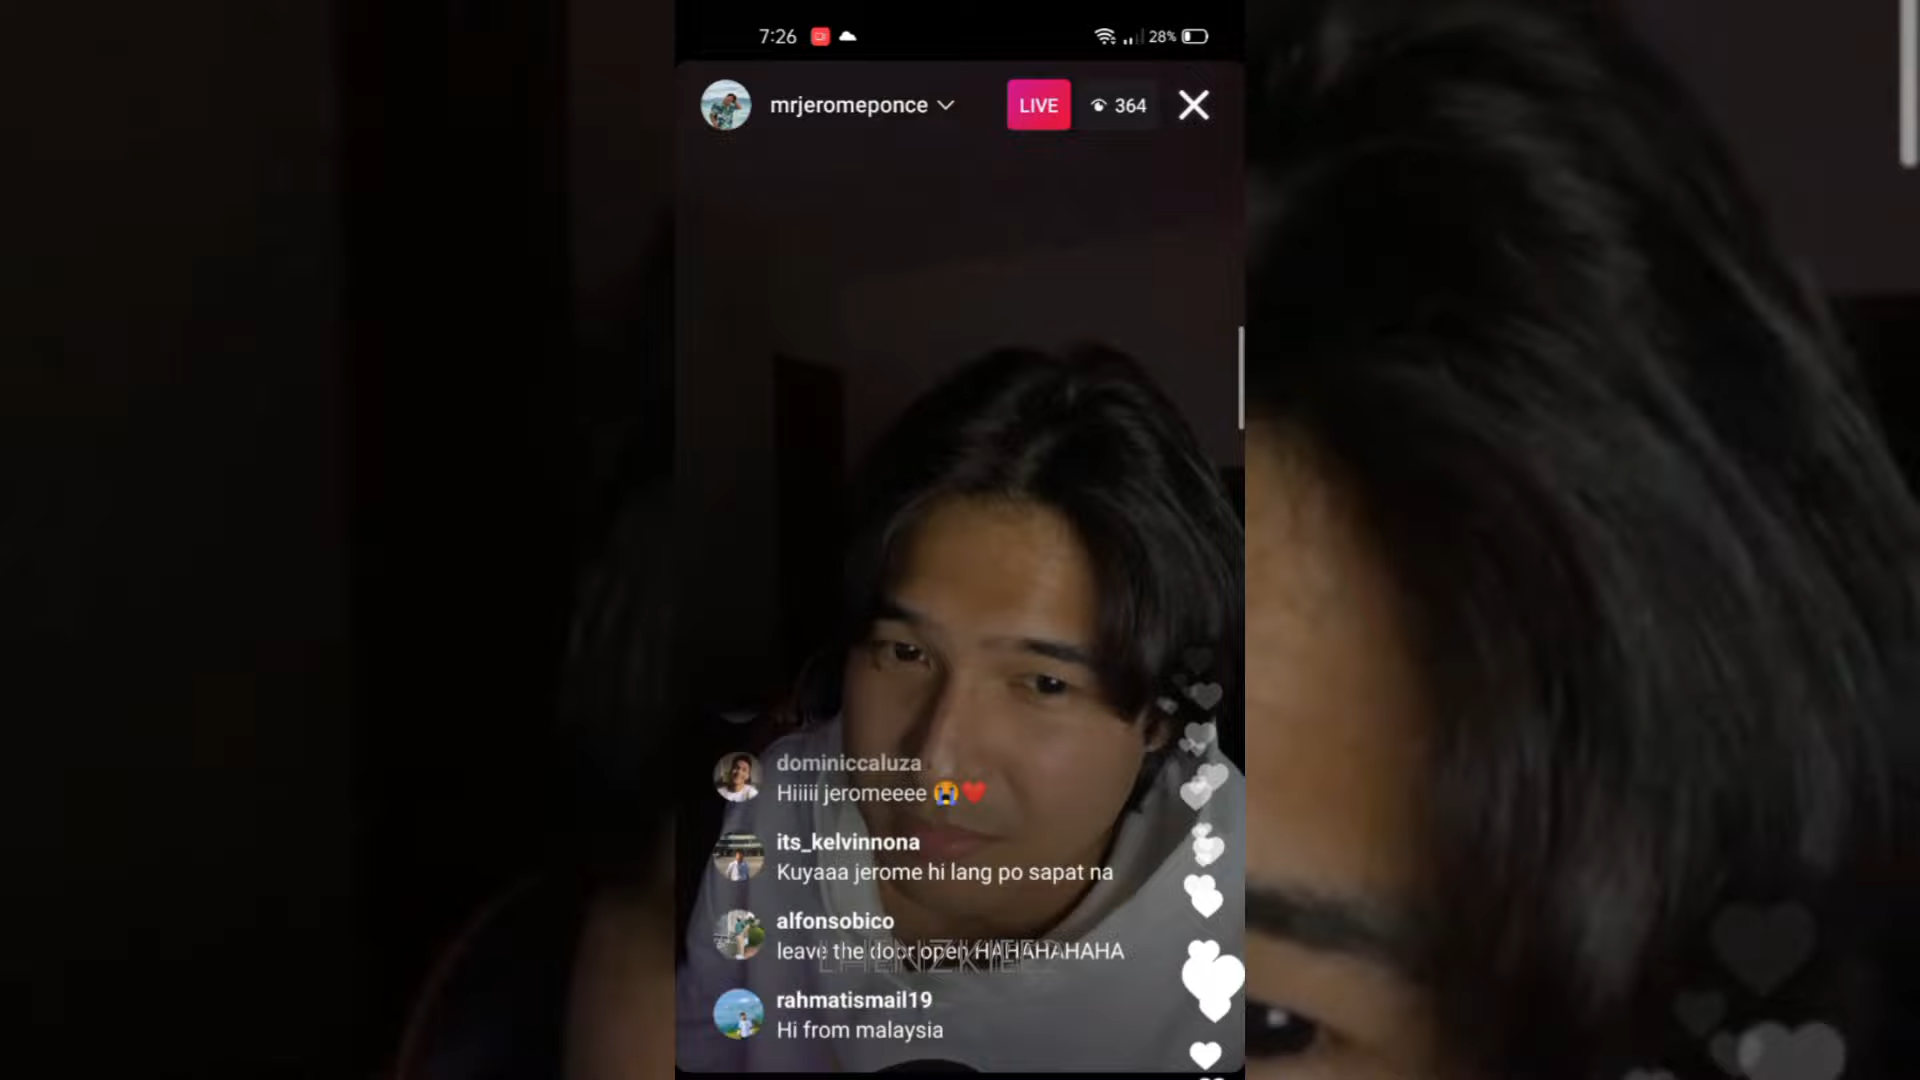 7:26
28%
mrjeromeponce
LIVE
364
dominiccaluza
Hiiiii jeromeeee 😭❤️
its_kelvinnona
Kuyaaa jerome hi lang po sapat na
alfonsobico
leave the door open HAHAHAHAHA
rahmatismail19
Hi from malaysia